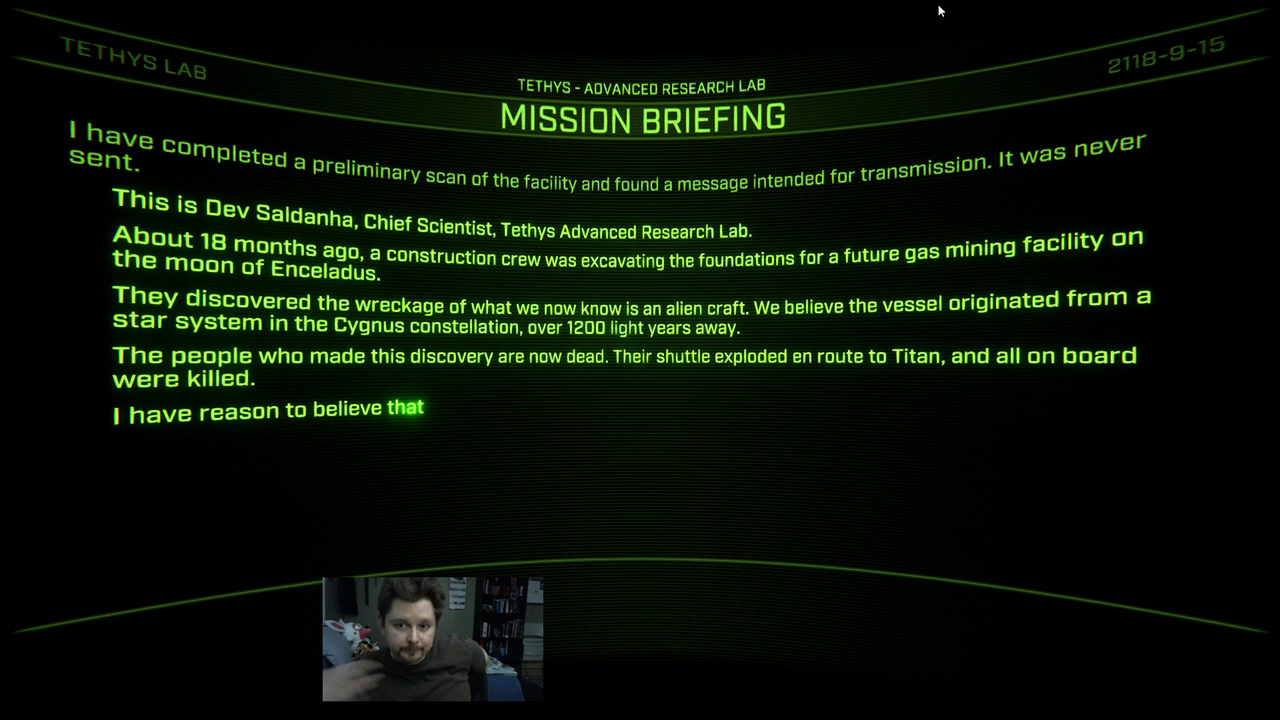 TETHYS LAB
2118-9-15
TETHYS - ADVANCED RESEARCH LAB
MISSION BRIEFING
I have completed a preliminary scan of the facility and found a message intended for transmission. It was never
sent.
This is Dev Saldanha, Chief Scientist, Tethys Advanced Research Lab.
About 18 months ago, a construction crew was excavating the foundations for a future gas mining facility on
the moon of Enceladus.
They discovered the wreckage of what we now know is an alien craft. We believe the vessel originated from a
star system in the Cygnus constellation, over 1200 light years away.
The people who made this discovery are now dead. Their shuttle exploded en route to Titan, and all on board
were killed.
I have reason to believe that